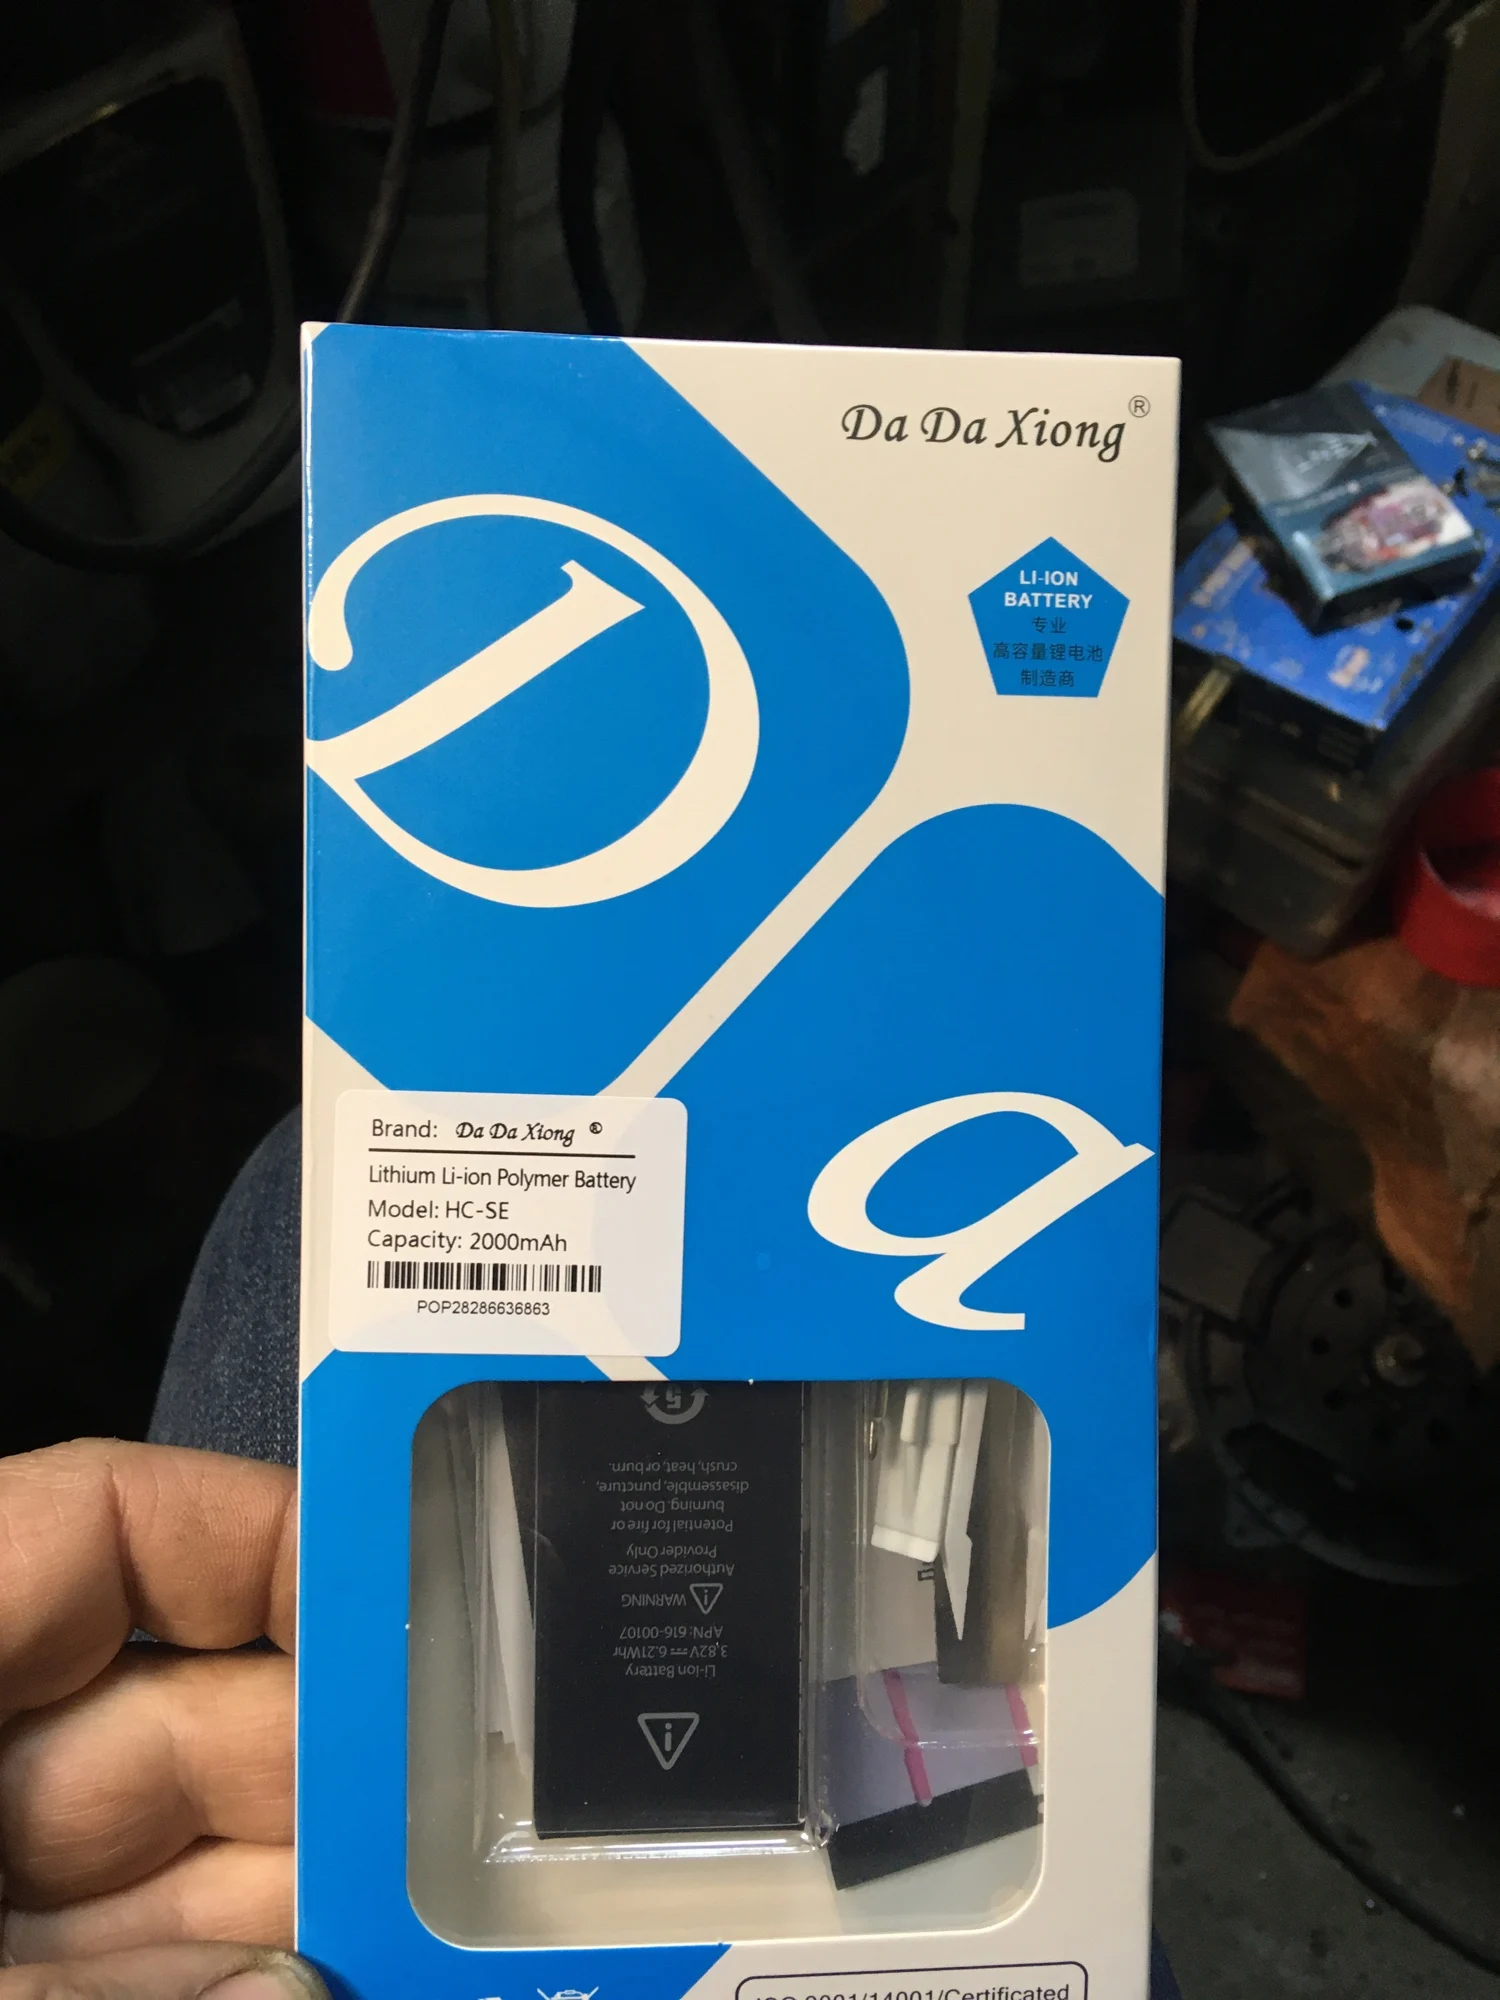 Da Da Xiong®
LI-ION
BATTERY
专业
高容量锂电池
制造商
D
a
Brand: Da Da Xiong ®
Lithium Li-ion Polymer Battery
Model: HC-SE
Capacity: 2000mAh
POP28286636863
Li-ion Battery
3.82V 6.21Whr
APN: 616-00107
WARNING
Authorized Service
Provider Only
Potential for fire or
burning. Do not
disassemble, puncture,
crush, heat, or burn.
ISO 9001/14001/Certificated